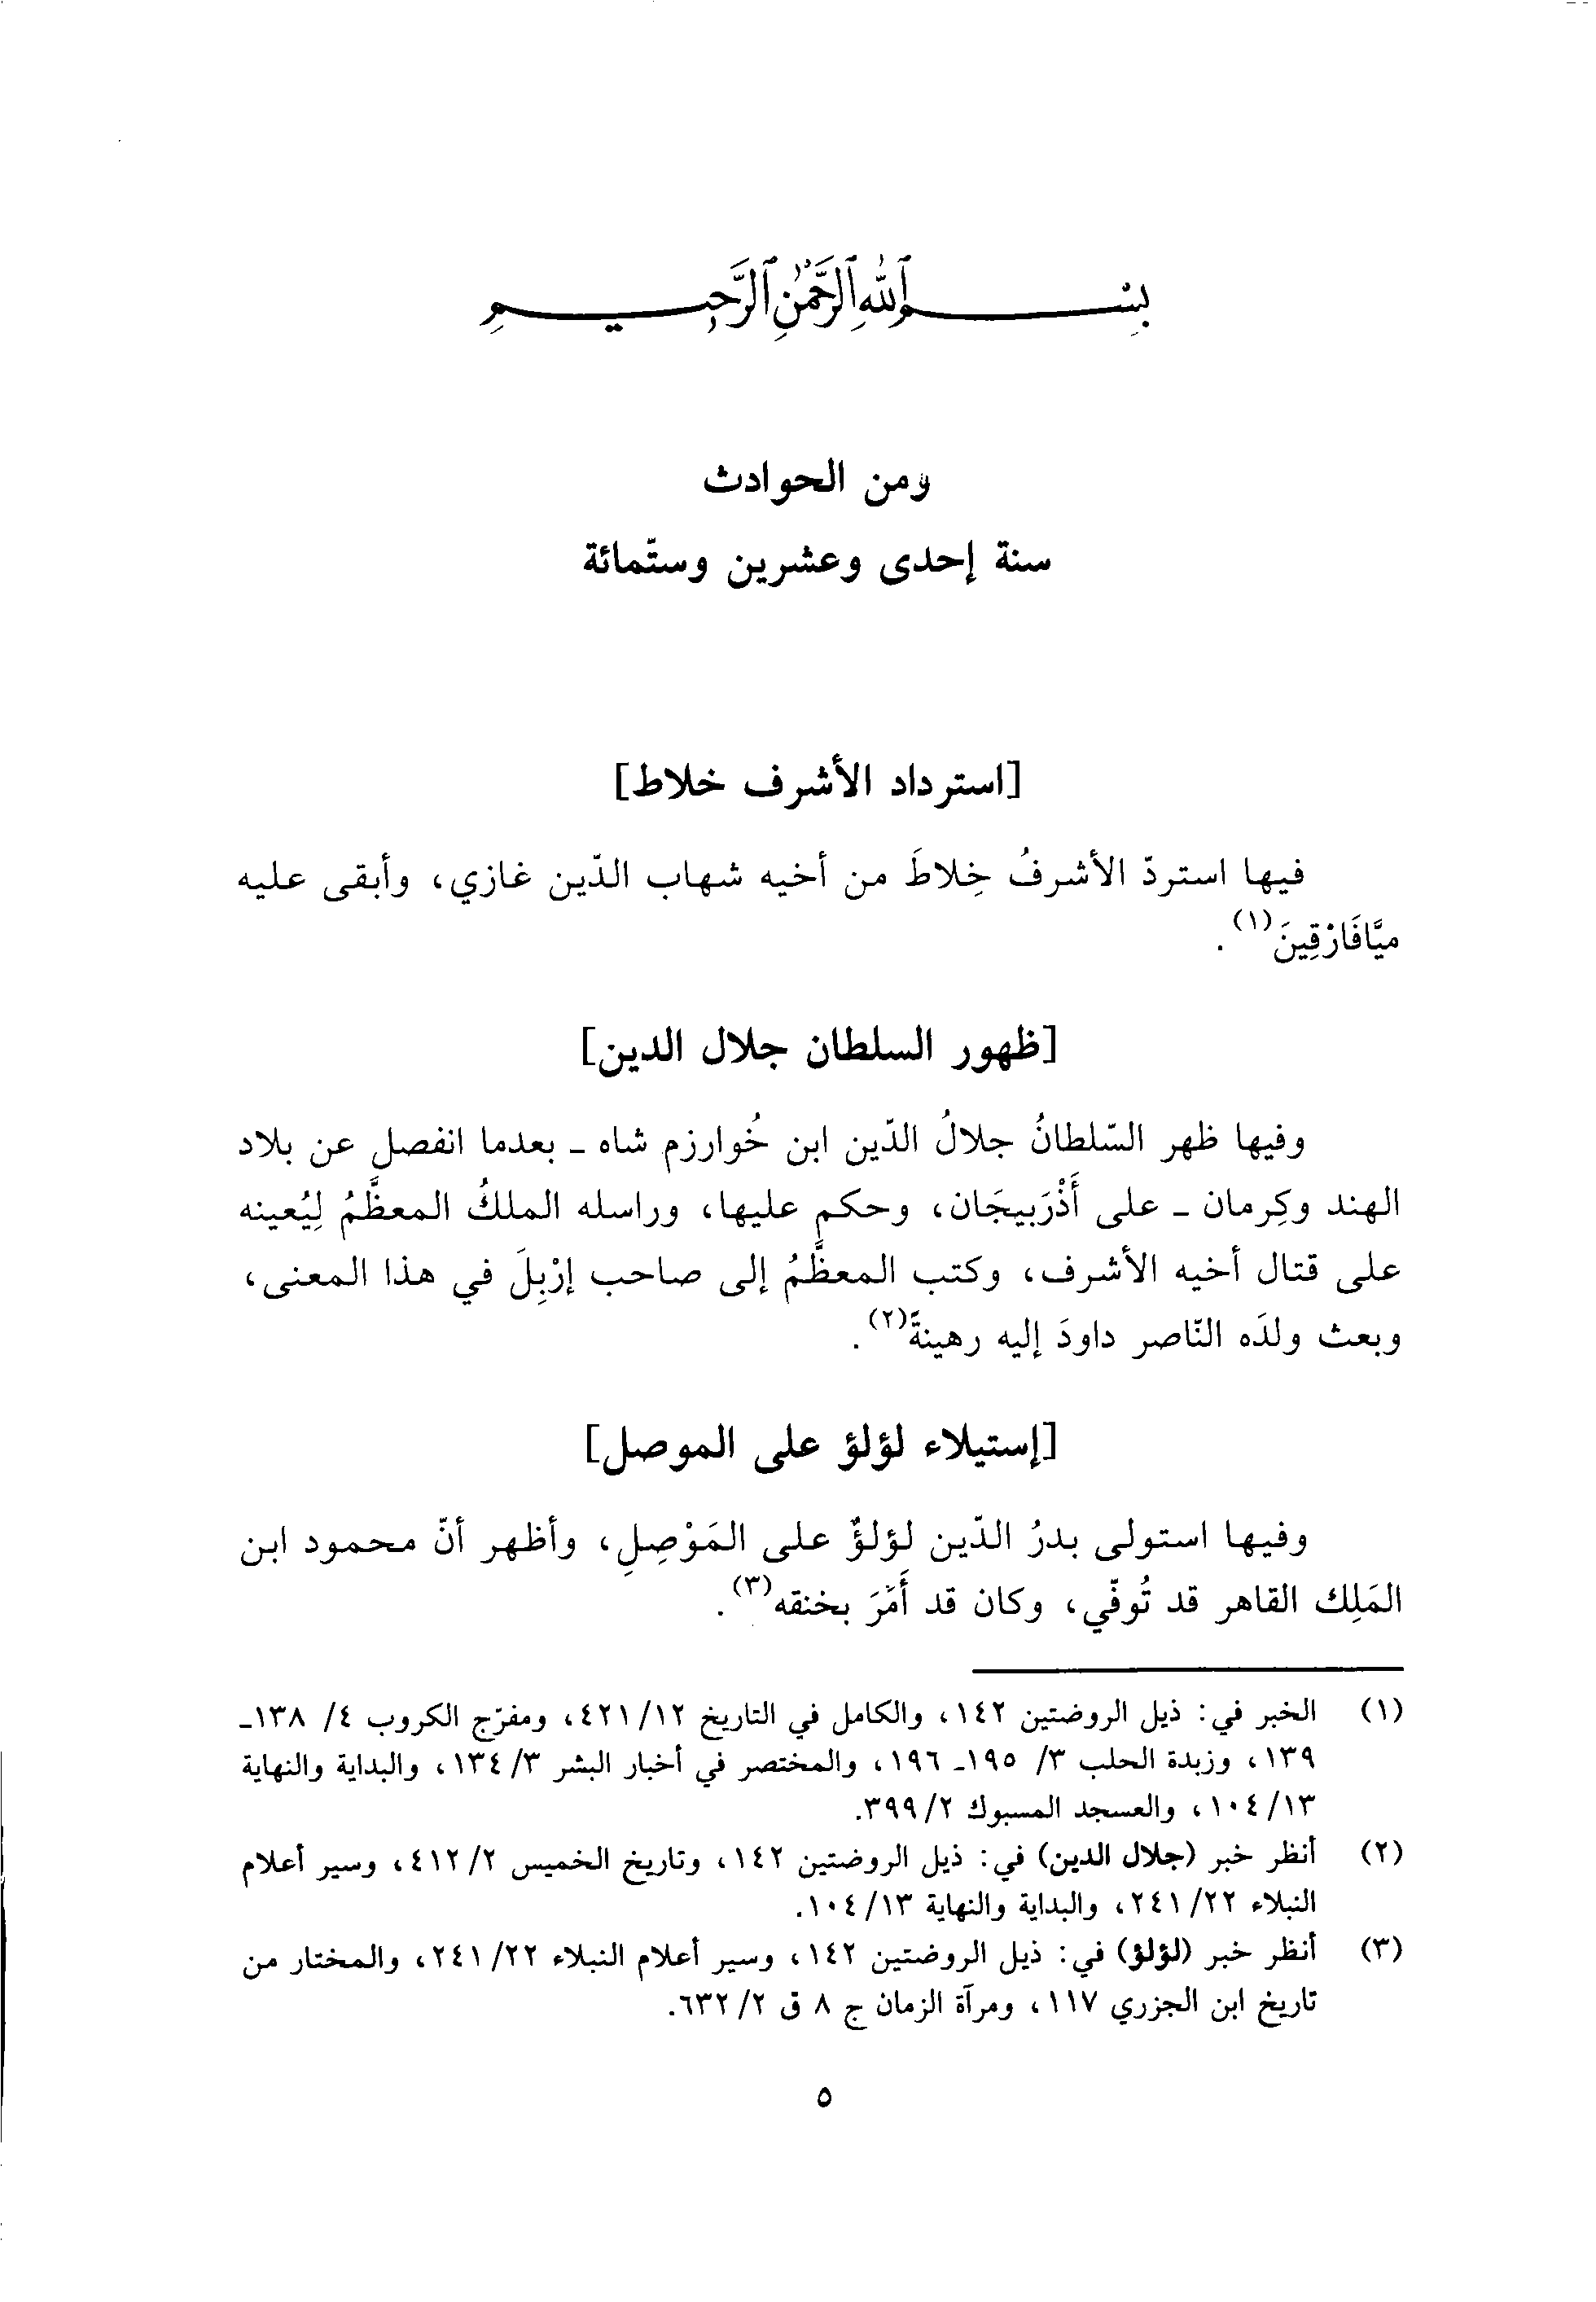 بِسْمِ ٱللَّهِ ٱلرَّحْمَٰنِ ٱلرَّحِيمِ
ومن الحوادث
سنة إحدى وعشرين وستّمائة
[استرداد الأشرف خلاط]
فيها استردّ الأشرفُ خِلاطَ من أخيه شهاب الدّين غازي، وأبقى عليه
ميَّافَارْقِينَ(١).
[ظهور السلطان جلال الدين]
وفيها ظهر السّلطانُ جلالُ الدّين ابن خُوارزم شاه ـ بعدما انفصل عن بلاد
الهند وكِرمان ـ على أَذْرَبيجَان، وحكم عليها، وراسله الملكُ المعظَّمُ لِيُعينه
على قتال أخيه الأشرف، وكتب المعظَّمُ إلى صاحب إرْبِلَ في هذا المعنى،
وبعث ولدَه النّاصر داودَ إليه رهينةً(٢).
[إستيلاء لؤلؤ على الموصل]
وفيها استولى بدرُ الدّين لؤلؤٌ على المَوْصِلِ، وأظهر أنّ محمود ابن
المَلِك القاهر قد تُوفّي، وكان قد أَمَرَ بخنقه(٣).
(١) الخبر في: ذيل الروضتين ١٤٢، والكامل في التاريخ ١٢/ ٤٢١، ومفرّج الكروب ٤/ ١٣٨ـ
١٣٩، وزبدة الحلب ٣/ ١٩٥ـ ١٩٦، والمختصر في أخبار البشر ٣/ ١٣٤، والبداية والنهاية
١٣/ ١٠٤، والعسجد المسبوك ٢/ ٣٩٩.
(٢) أنظر خبر (جلال الدين) في: ذيل الروضتين ١٤٢، وتاريخ الخميس ٢/ ٤١٢، وسير أعلام
النبلاء ٢٢/ ٢٤١، والبداية والنهاية ١٣/ ١٠٤.
(٣) أنظر خبر (لؤلؤ) في: ذيل الروضتين ١٤٢، وسير أعلام النبلاء ٢٢/ ٢٤١، والمختار من
تاريخ ابن الجزري ١١٧، ومرآة الزمان ج ٨ ق ٢/ ٦٣٢.
٥